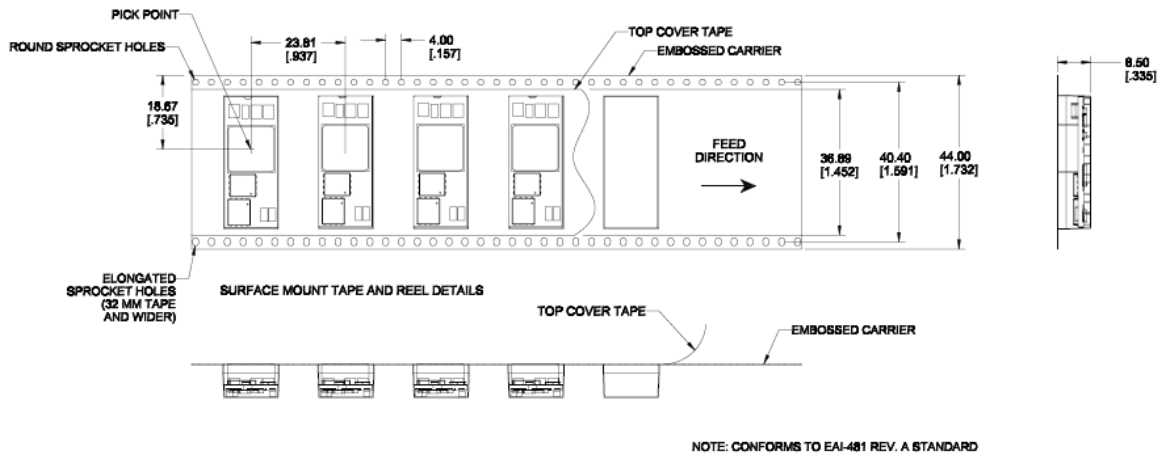 PICK POINT
ROUND SPROCKET HOLES
23.81
[.937]
4.00
[.157]
TOP COVER TAPE
EMBOSSED CARRIER
18.67
[.735]
FEED
DIRECTION
36.89
[1.452]
40.40
[1.591]
44.00
[1.732]
8.50
[.335]
ELONGATED
SPROCKET HOLES
(32 MM TAPE
AND WIDER)
SURFACE MOUNT TAPE AND REEL DETAILS
TOP COVER TAPE
EMBOSSED CARRIER
NOTE: CONFORMS TO EAI-481 REV. A STANDARD